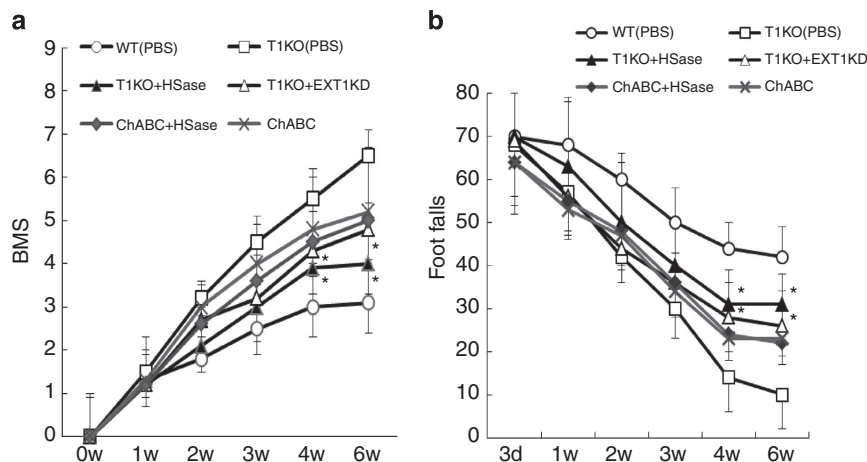 a
WT(PBS)
T1KO(PBS)
T1KO+HSase
T1KO+EXT1KD
ChABC+HSase
ChABC
BMS
9
8
7
6
5
4
3
2
1
0
*
*
*
*
0w 1w 2w 3w 4w 6w
b
WT(PBS)
T1KO(PBS)
T1KO+HSase
T1KO+EXT1KD
ChABC+HSase
ChABC
Foot falls
80
70
60
50
40
30
20
10
0
*
*
*
*
3d 1w 2w 3w 4w 6w